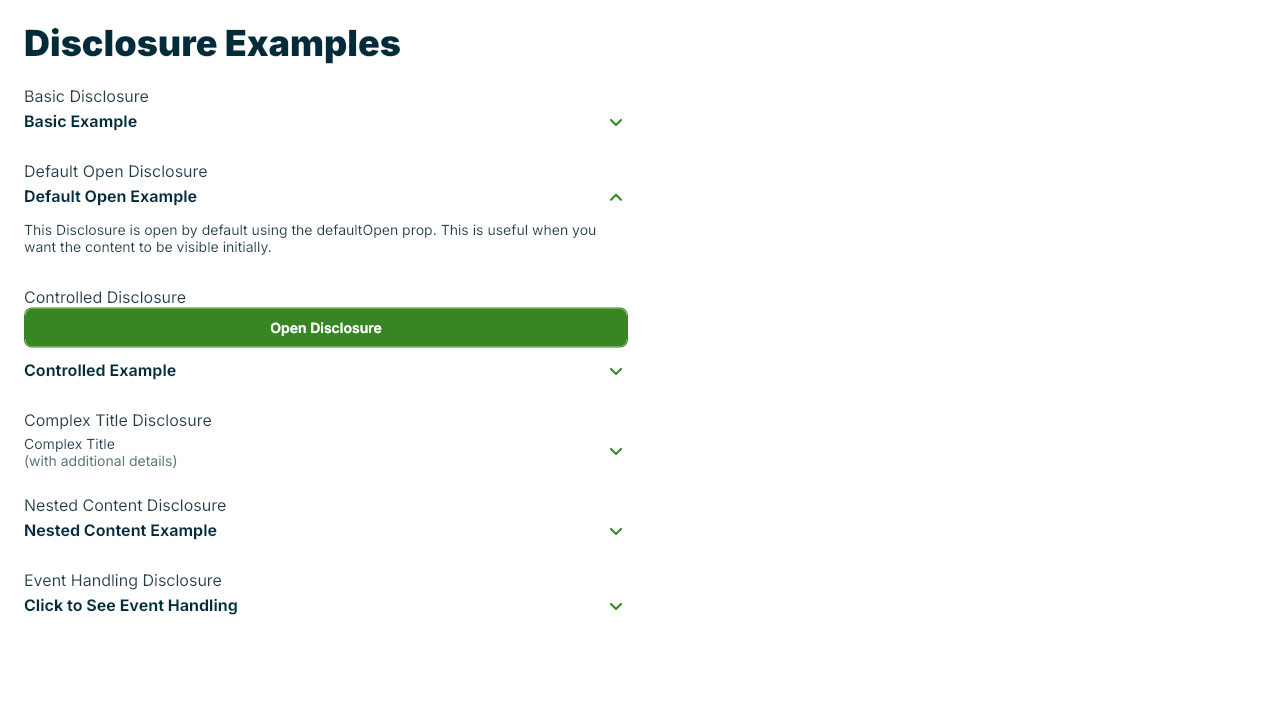 Disclosure Examples
Basic Disclosure
Basic Example
Default Open Disclosure
Default Open Example
This Disclosure is open by default using the defaultOpen prop. This is useful when you
want the content to be visible initially.
Controlled Disclosure
Open Disclosure
Controlled Example
Complex Title Disclosure
Complex Title
(with additional details)
Nested Content Disclosure
Nested Content Example
Event Handling Disclosure
Click to See Event Handling